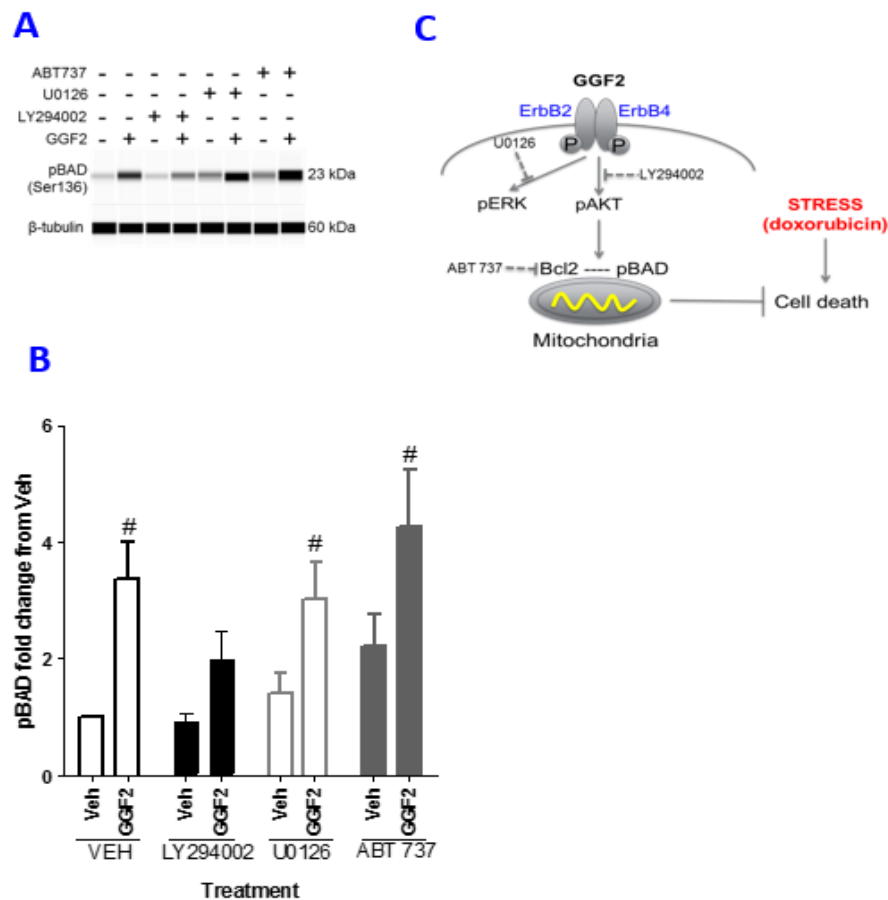 A
ABT737 - - - - - - + +
U0126 - - - - + + - -
LY294002 - - + + - - - -
GGF2 - + - + - + - +
pBAD
(Ser136)
23 kDa
β-tubulin
60 kDa
C
GGF2
ErbB2
ErbB4
U0126
P
P
LY294002
pERK
pAKT
STRESS
(doxorubicin)
ABT 737
Bcl2 ---- pBAD
Cell death
Mitochondria
B
pBAD fold change from Veh
6
4
2
0
#
#
#
Veh
GGF2
Veh
GGF2
Veh
GGF2
Veh
GGF2
VEH
LY294002
U0126
ABT 737
Treatment